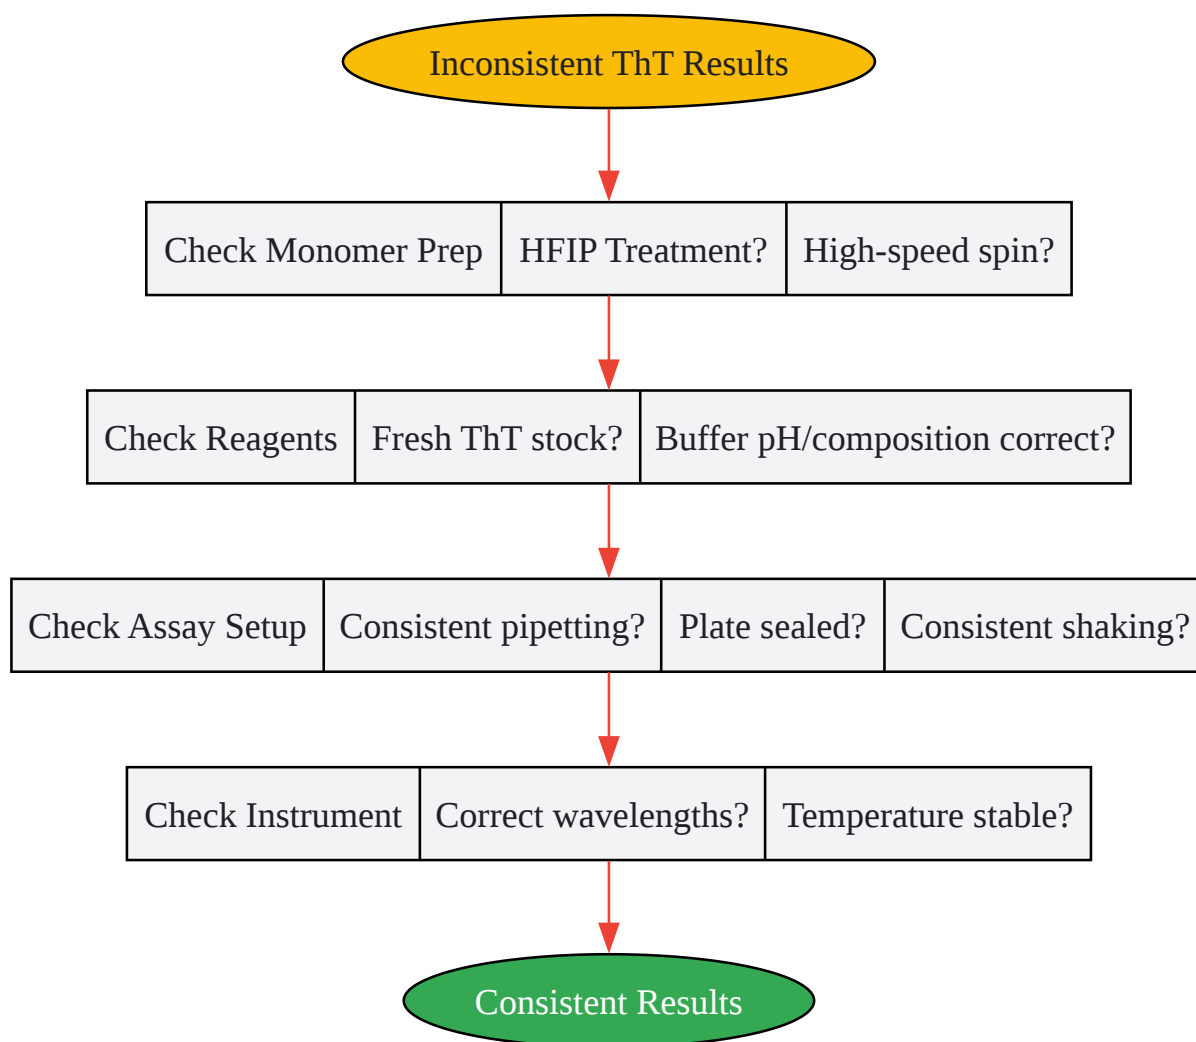 Inconsistent ThT Results
Check Monomer Prep HFIP Treatment? High-speed spin?
Check Reagents Fresh ThT stock? Buffer pH/composition correct?
Check Assay Setup Consistent pipetting? Plate sealed? Consistent shaking?
Check Instrument Correct wavelengths? Temperature stable?
Consistent Results